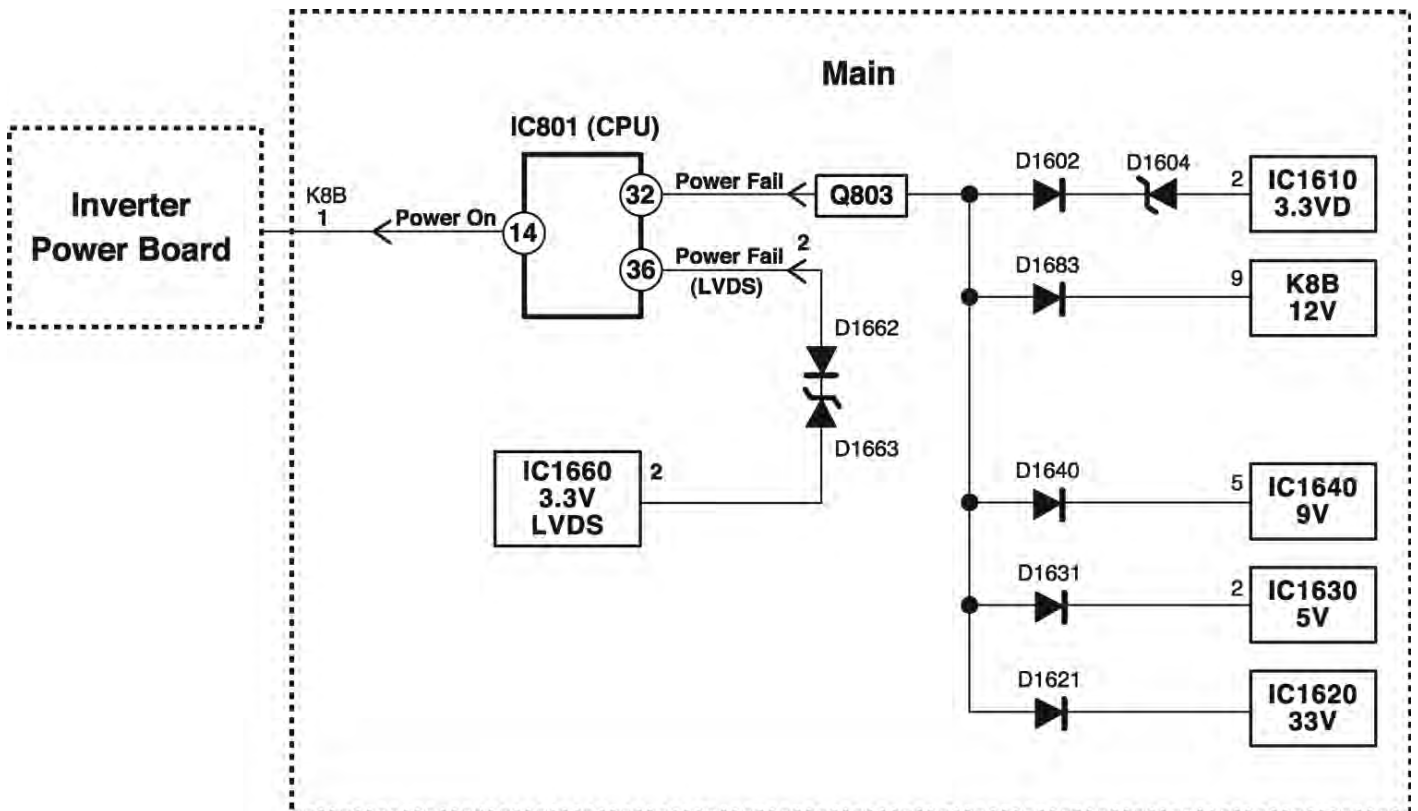 Main
Inverter
Power Board
K8B
1
Power On
IC801 (CPU)
14
32
Power Fail
Q803
36
Power Fail
(LVDS)
2
D1662
D1663
IC1660
3.3V
LVDS
2
D1602
D1604
2
IC1610
3.3VD
D1683
9
K8B
12V
D1640
5
IC1640
9V
D1631
2
IC1630
5V
D1621
IC1620
33V